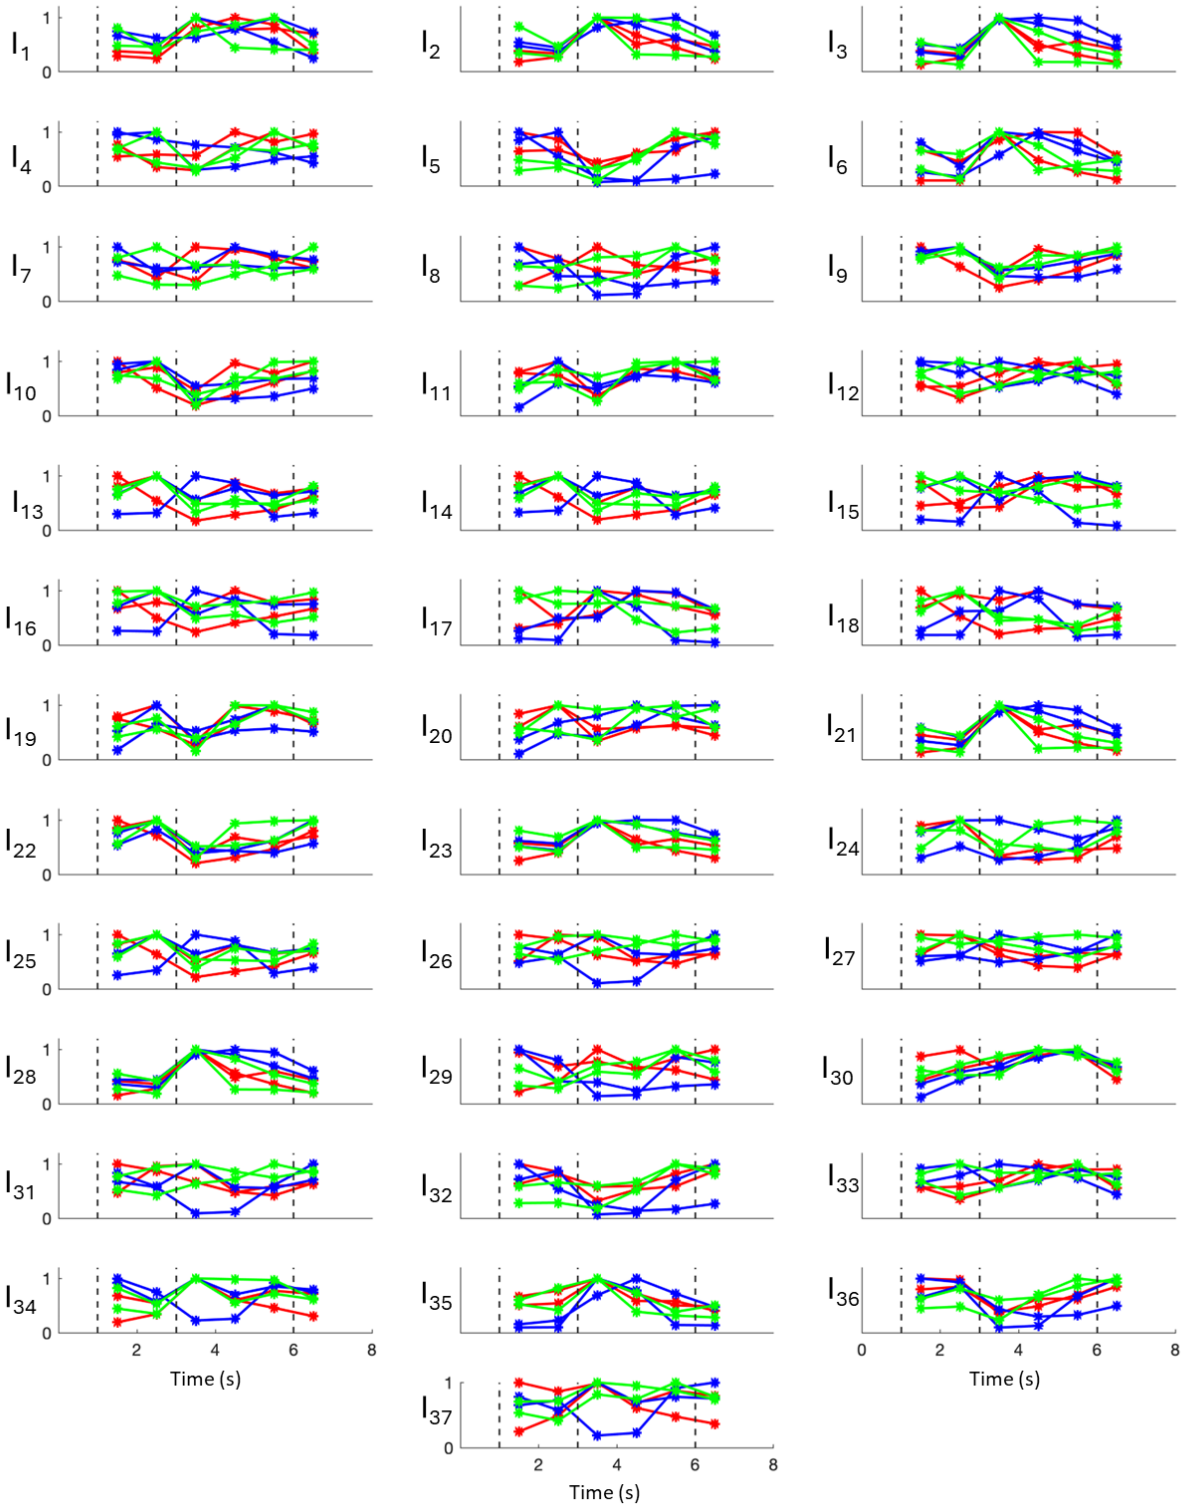 I1 1 0
I2
I3
I4 1 0
I5
I6
I7 1 0
I8
I9
I10 1 0
I11
I12
I13 1 0
I14
I15
I16 1 0
I17
I18
I19 1 0
I20
I21
I22 1 0
I23
I24
I25 1 0
I26
I27
I28 1 0
I29
I30
I31 1 0
I32
I33
I34 1 0
I35
I36
2 4 6 8
0 2 4 6 8
Time (s)
Time (s)
I37 1 0
2 4 6 8
Time (s)